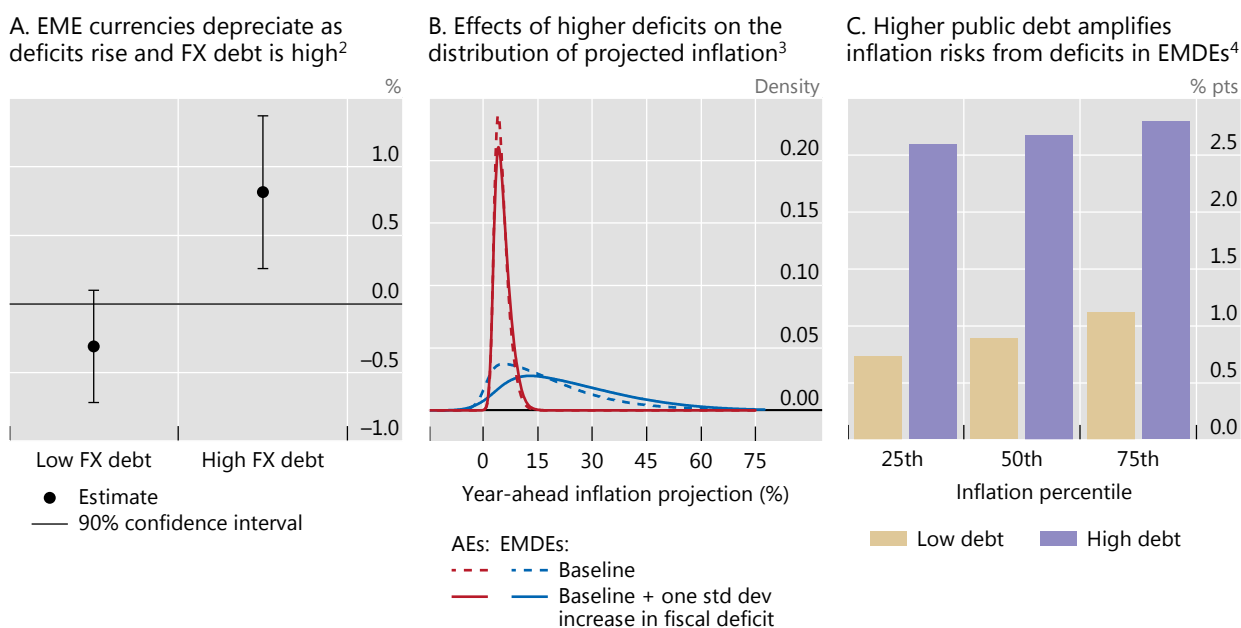 A. EME currencies depreciate as
deficits rise and FX debt is high2
%
1.0
0.5
0.0
−0.5
−1.0
Low FX debt
High FX debt
Estimate
90% confidence interval
B. Effects of higher deficits on the
distribution of projected inflation3
Density
0.20
0.15
0.10
0.05
0.00
0 15 30 45 60 75
Year-ahead inflation projection (%)
AEs: EMDEs:
Baseline
Baseline + one std dev
increase in fiscal deficit
C. Higher public debt amplifies
inflation risks from deficits in EMDEs4
% pts
2.5
2.0
1.5
1.0
0.5
0.0
25th 50th 75th
Inflation percentile
Low debt
High debt